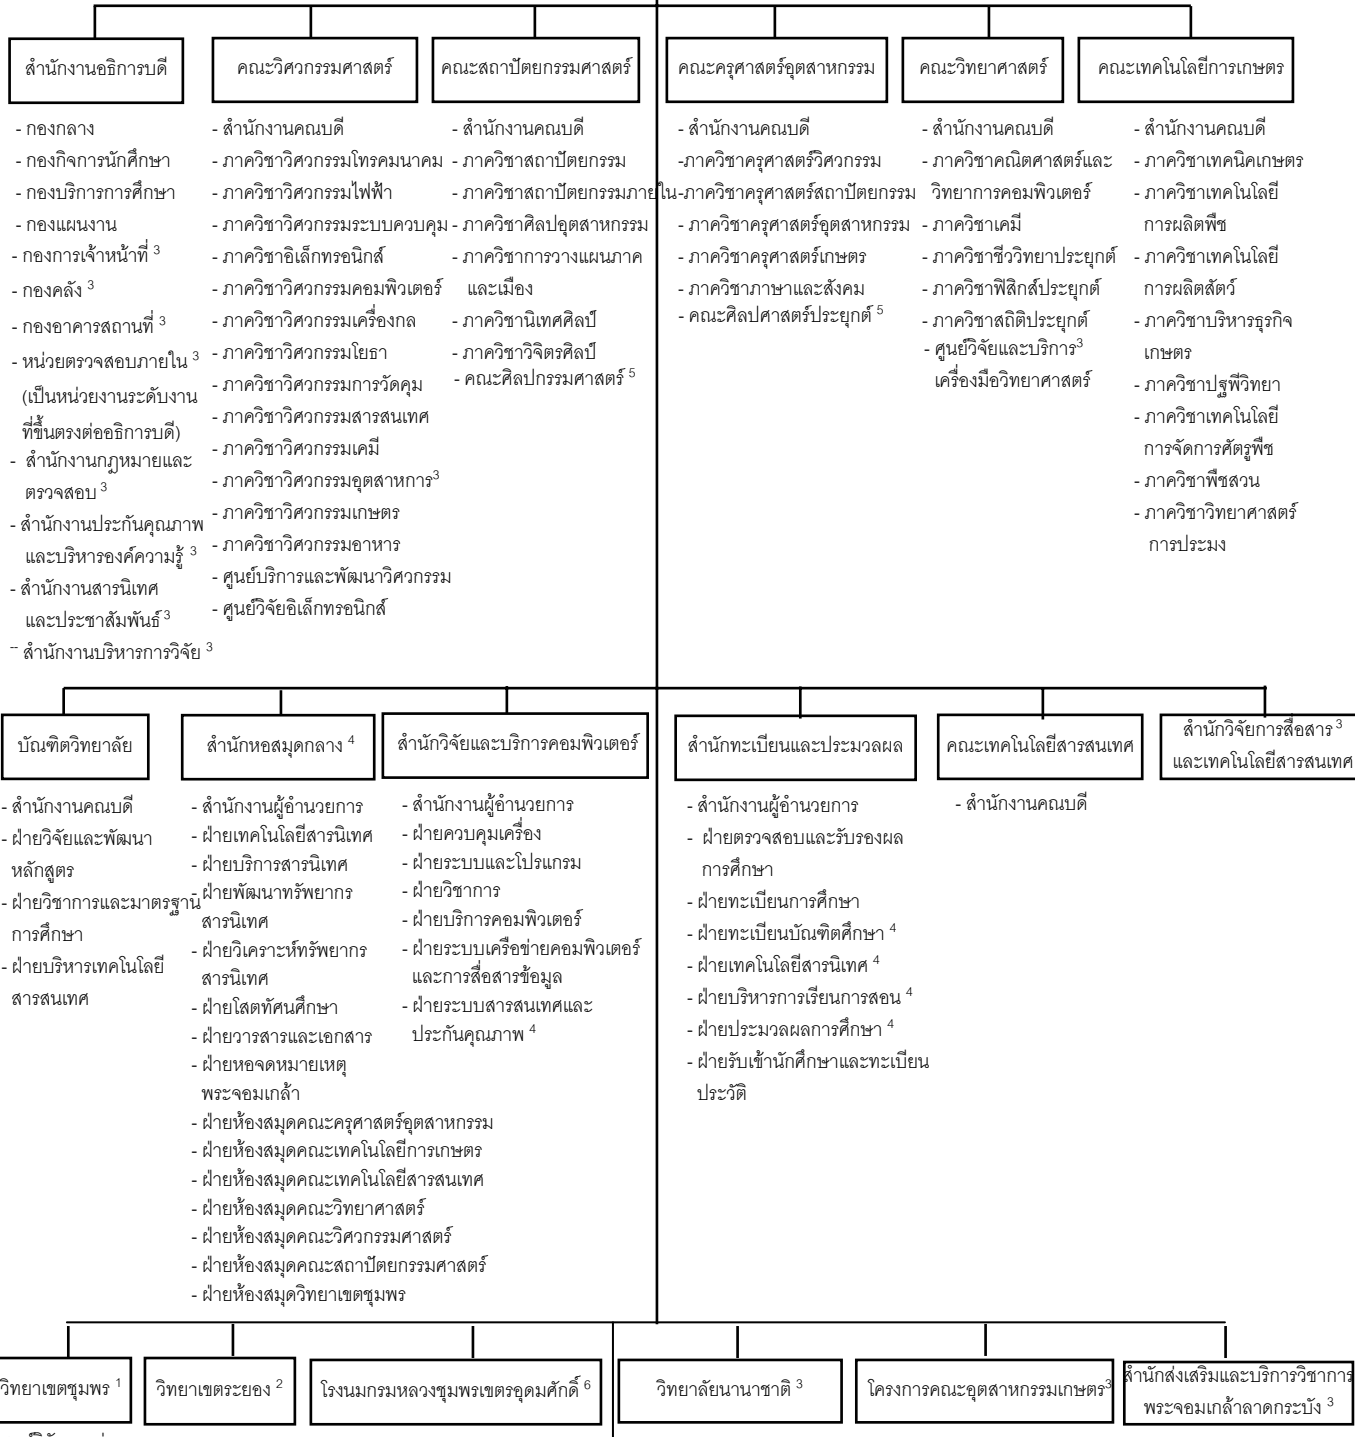 สำนักงานอธิการบดี
- กองกลาง
- กองกิจการนักศึกษา
- กองบริการการศึกษา
- กองแผนงาน
- กองการเจ้าหน้าที่ 3
- กองคลัง 3
- กองอาคารสถานที่ 3
- หน่วยตรวจสอบภายใน 3
(เป็นหน่วยงานระดับงาน
ที่ขึ้นตรงต่ออธิการบดี)
- สำนักงานกฎหมายและ
ตรวจสอบ 3
- สำนักงานประกันคุณภาพ
และบริหารองค์ความรู้ 3
- สำนักงานสารนิเทศ
และประชาสัมพันธ์ 3
- สำนักงานบริหารการวิจัย 3
คณะวิศวกรรมศาสตร์
- สำนักงานคณบดี
- ภาควิชาวิศวกรรมโทรคมนาคม
- ภาควิชาวิศวกรรมไฟฟ้า
- ภาควิชาวิศวกรรมระบบควบคุม
- ภาควิชาอิเล็กทรอนิกส์
- ภาควิชาวิศวกรรมคอมพิวเตอร์
- ภาควิชาวิศวกรรมเครื่องกล
- ภาควิชาวิศวกรรมโยธา
- ภาควิชาวิศวกรรมการวัดคุม
- ภาควิชาวิศวกรรมสารสนเทศ
- ภาควิชาวิศวกรรมเคมี
- ภาควิชาวิศวกรรมอุตสาหการ3
- ภาควิชาวิศวกรรมเกษตร
- ภาควิชาวิศวกรรมอาหาร
- ศูนย์บริการและพัฒนาวิศวกรรม
- ศูนย์วิจัยอิเล็กทรอนิกส์
คณะสถาปัตยกรรมศาสตร์
- สำนักงานคณบดี
- ภาควิชาสถาปัตยกรรม
- ภาควิชาสถาปัตยกรรมภายใน
- ภาควิชาศิลปอุตสาหกรรม
- ภาควิชาการวางแผนภาค
และเมือง
- ภาควิชานิเทศศิลป์
- ภาควิชาวิจิตรศิลป์
- คณะศิลปกรรมศาสตร์ 5
คณะครุศาสตร์อุตสาหกรรม
- สำนักงานคณบดี
-ภาควิชาครุศาสตร์วิศวกรรม
-ภาควิชาครุศาสตร์สถาปัตยกรรม
- ภาควิชาครุศาสตร์อุตสาหกรรม
- ภาควิชาครุศาสตร์เกษตร
- ภาควิชาภาษาและสังคม
- คณะศิลปศาสตร์ประยุกต์ 5
คณะวิทยาศาสตร์
- สำนักงานคณบดี
- ภาควิชาคณิตศาสตร์และ
วิทยาการคอมพิวเตอร์
- ภาควิชาเคมี
- ภาควิชาชีววิทยาประยุกต์
- ภาควิชาฟิสิกส์ประยุกต์
- ภาควิชาสถิติประยุกต์
- ศูนย์วิจัยและบริการ3
เครื่องมือวิทยาศาสตร์
คณะเทคโนโลยีการเกษตร
- สำนักงานคณบดี
- ภาควิชาเทคนิคเกษตร
- ภาควิชาเทคโนโลยี
การผลิตพืช
- ภาควิชาเทคโนโลยี
การผลิตสัตว์
- ภาควิชาบริหารธุรกิจ
เกษตร
- ภาควิชาปฐพีวิทยา
- ภาควิชาเทคโนโลยี
การจัดการศัตรูพืช
- ภาควิชาพืชสวน
- ภาควิชาวิทยาศาสตร์
การประมง
บัณฑิตวิทยาลัย
- สำนักงานคณบดี
- ฝ่ายวิจัยและพัฒนา
หลักสูตร
- ฝ่ายวิชาการและมาตรฐาน
การศึกษา
- ฝ่ายบริหารเทคโนโลยี
สารสนเทศ
สำนักหอสมุดกลาง 4
- สำนักงานผู้อำนวยการ
- ฝ่ายเทคโนโลยีสารนิเทศ
- ฝ่ายบริการสารนิเทศ
- ฝ่ายพัฒนาทรัพยากร
สารนิเทศ
- ฝ่ายวิเคราะห์ทรัพยากร
สารนิเทศ
- ฝ่ายโสตทัศนศึกษา
- ฝ่ายวารสารและเอกสาร
- ฝ่ายหอจดหมายเหตุ
พระจอมเกล้า
- ฝ่ายห้องสมุดคณะครุศาสตร์อุตสาหกรรม
- ฝ่ายห้องสมุดคณะเทคโนโลยีการเกษตร
- ฝ่ายห้องสมุดคณะเทคโนโลยีสารสนเทศ
- ฝ่ายห้องสมุดคณะวิทยาศาสตร์
- ฝ่ายห้องสมุดคณะวิศวกรรมศาสตร์
- ฝ่ายห้องสมุดคณะสถาปัตยกรรมศาสตร์
- ฝ่ายห้องสมุดวิทยาเขตชุมพร
สำนักวิจัยและบริการคอมพิวเตอร์
- สำนักงานผู้อำนวยการ
- ฝ่ายควบคุมเครื่อง
- ฝ่ายระบบและโปรแกรม
- ฝ่ายวิชาการ
- ฝ่ายบริการคอมพิวเตอร์
- ฝ่ายระบบเครือข่ายคอมพิวเตอร์
และการสื่อสารข้อมูล
- ฝ่ายระบบสารสนเทศและ
ประกันคุณภาพ 4
สำนักทะเบียนและประมวลผล
- สำนักงานผู้อำนวยการ
- ฝ่ายตรวจสอบและรับรองผล
การศึกษา
- ฝ่ายทะเบียนการศึกษา
- ฝ่ายทะเบียนบัณฑิตศึกษา 4
- ฝ่ายเทคโนโลยีสารนิเทศ 4
- ฝ่ายบริหารการเรียนการสอน 4
- ฝ่ายประมวลผลการศึกษา 4
- ฝ่ายรับเข้านักศึกษาและทะเบียน
ประวัติ
คณะเทคโนโลยีสารสนเทศ
- สำนักงานคณบดี
สำนักวิจัยการสื่อสาร 3
และเทคโนโลยีสารสนเทศ
วิทยาเขตชุมพร 1
วิทยาเขตระยอง 2
โรงนมกรมหลวงชุมพรเขตรอุดมศักดิ์ 6
วิทยาลัยนานาชาติ 3
โครงการคณะอุตสาหกรรมเกษตร3
สำนักส่งเสริมและบริการวิชาการ
พระจอมเกล้าลาดกระบัง 3